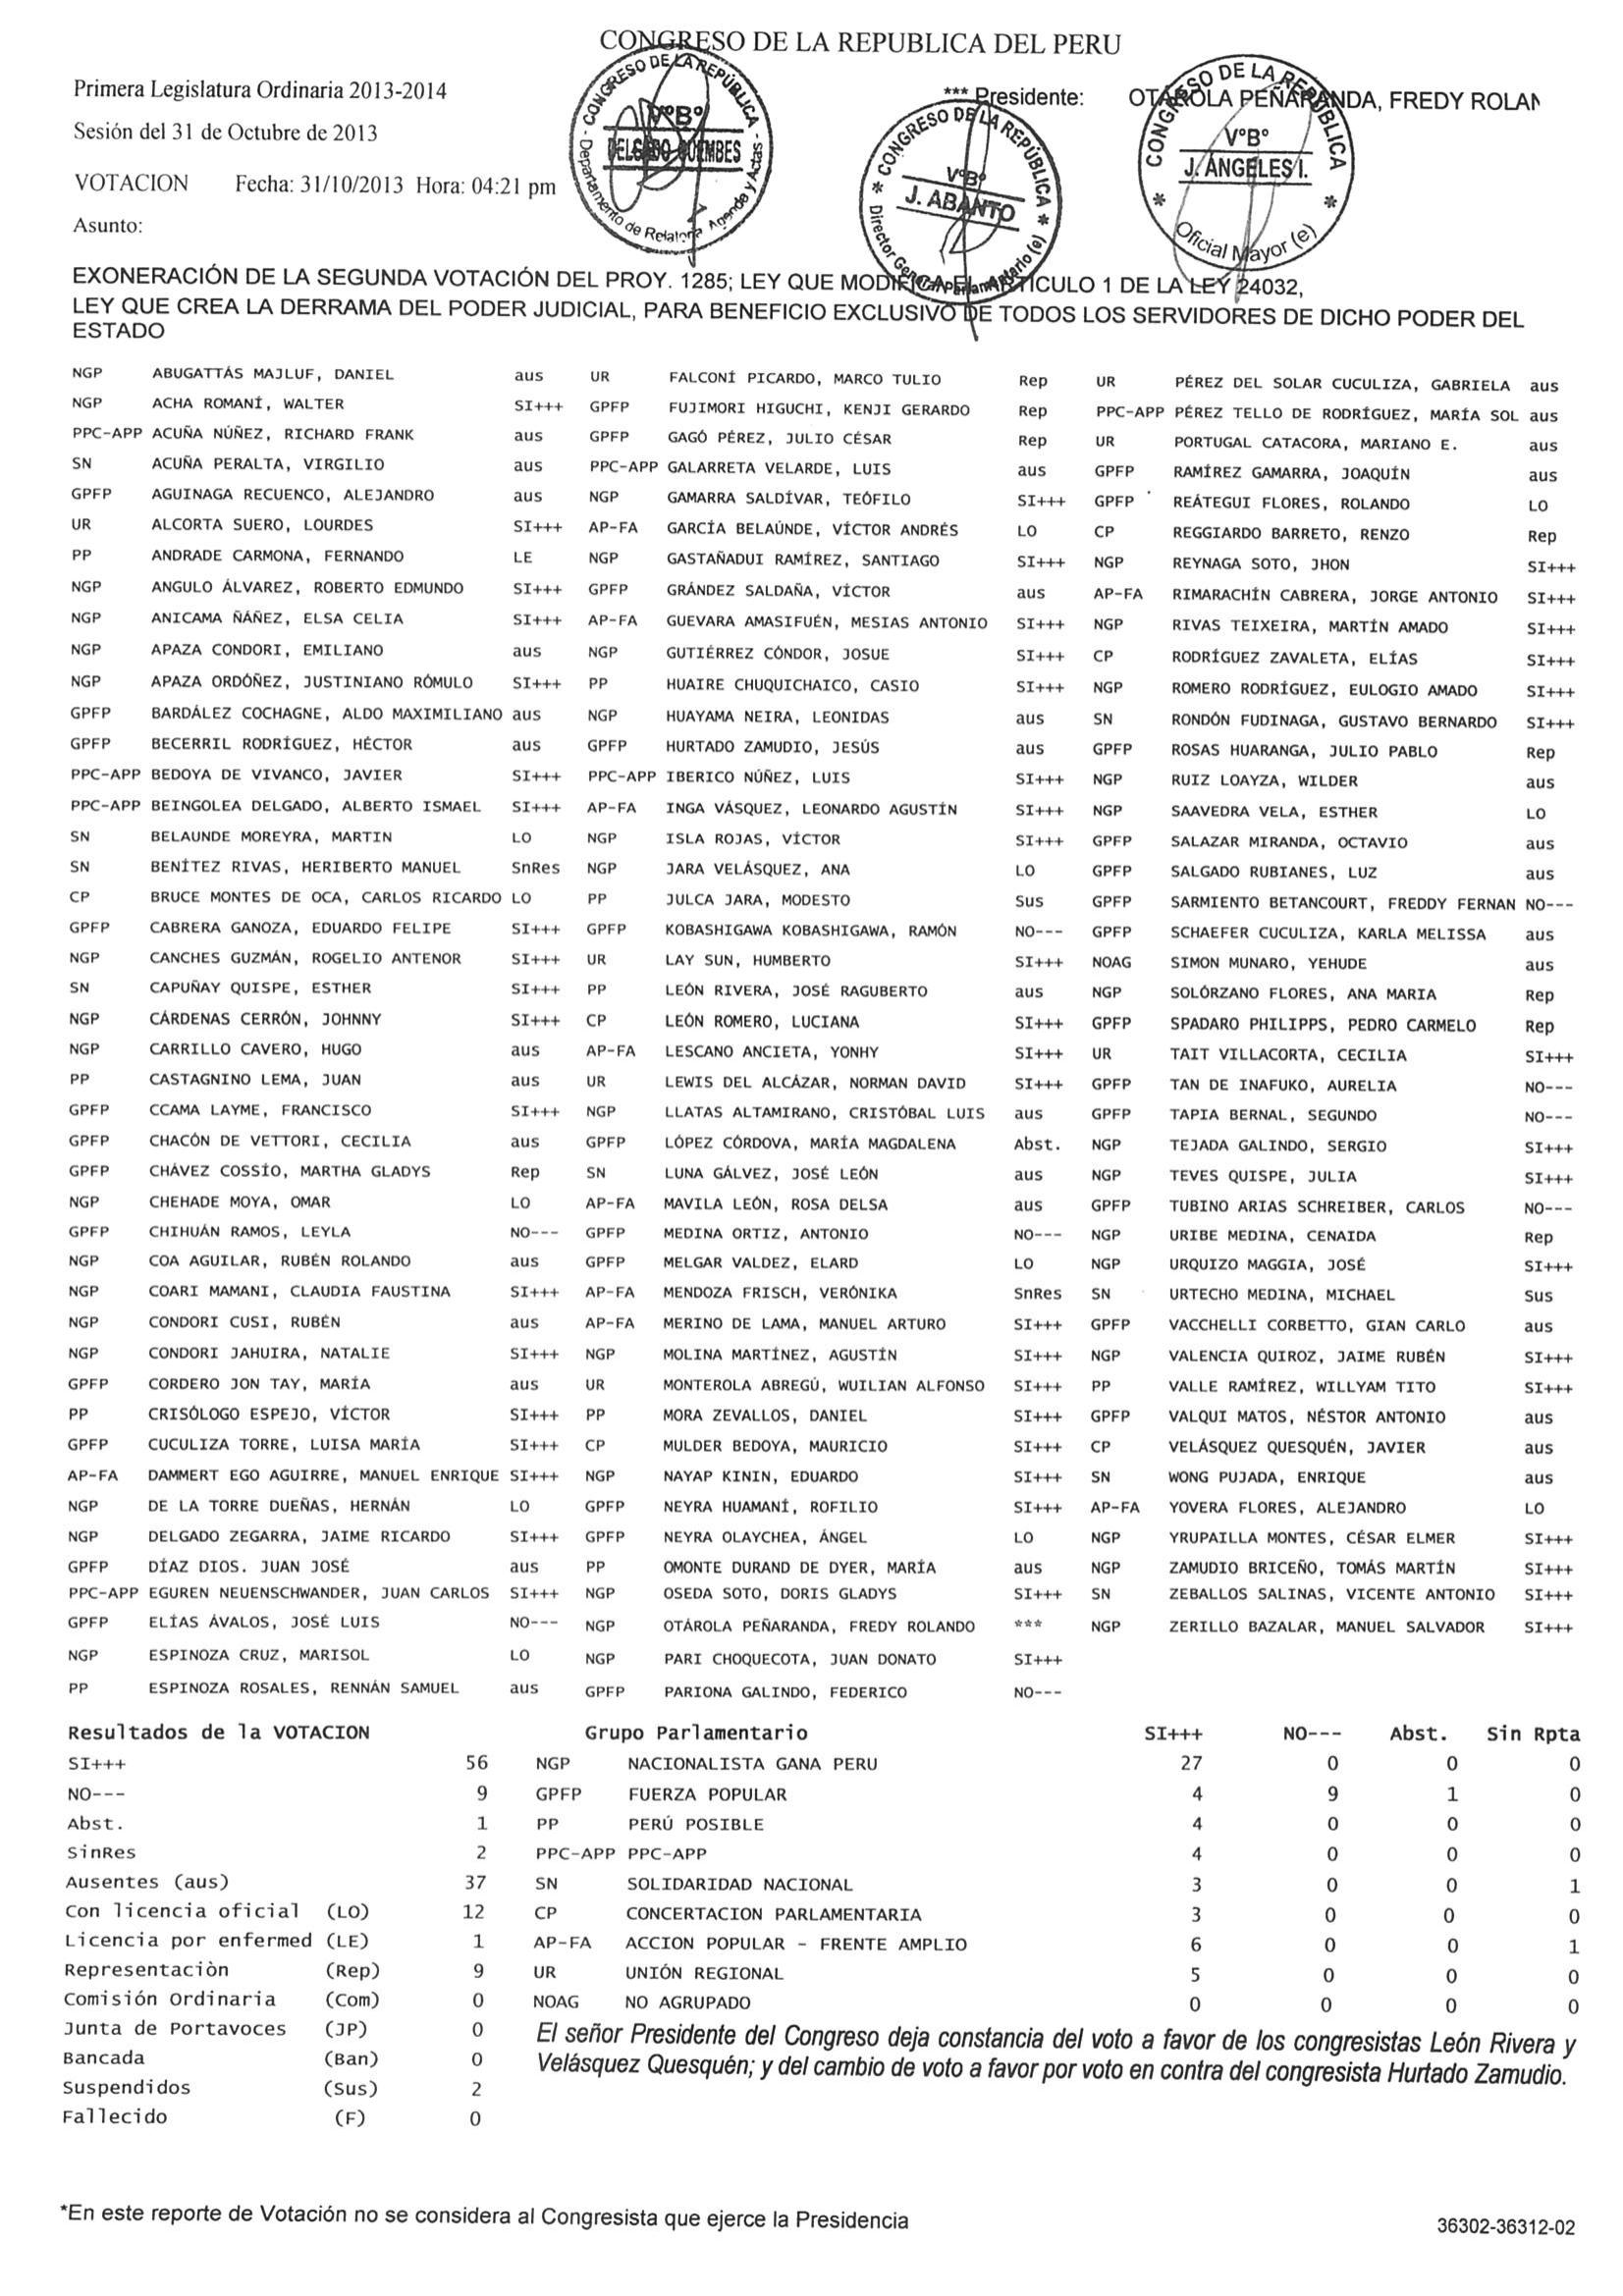 CONGRESO DE LA REPUBLICA DEL PERU
Primera Legislatura Ordinaria 2013-2014
*** Presidente: OTÁROLA PEÑARANDA, FREDY ROLAN
Sesión del 31 de Octubre de 2013
VOTACION Fecha: 31/10/2013 Hora: 04:21 pm
Asunto:
CONGRESO DE LA REPÚBLICA - Departamento de Relatoría, Agenda y Actas
V°B°
DELGADO GUEMBES
CONGRESO DE LA REPÚBLICA * Director General Parlamentario (e) *
V°B°
J. ABANTO
CONGRESO DE LA REPÚBLICA * Oficial Mayor (e) *
V°B°
J. ANGELES I.
EXONERACIÓN DE LA SEGUNDA VOTACIÓN DEL PROY. 1285; LEY QUE MODIFICA EL ARTÍCULO 1 DE LA LEY 24032,
LEY QUE CREA LA DERRAMA DEL PODER JUDICIAL, PARA BENEFICIO EXCLUSIVO DE TODOS LOS SERVIDORES DE DICHO PODER DEL
ESTADO
NGP ABUGATTÁS MAJLUF, DANIEL aus UR FALCONÍ PICARDO, MARCO TULIO Rep UR PÉREZ DEL SOLAR CUCULIZA, GABRIELA aus
NGP ACHA ROMANÍ, WALTER SI+++ GPFP FUJIMORI HIGUCHI, KENJI GERARDO Rep PPC-APP PÉREZ TELLO DE RODRÍGUEZ, MARÍA SOL aus
PPC-APP ACUÑA NÚÑEZ, RICHARD FRANK aus GPFP GAGÓ PÉREZ, JULIO CÉSAR Rep UR PORTUGAL CATACORA, MARIANO E. aus
SN ACUÑA PERALTA, VIRGILIO aus PPC-APP GALARRETA VELARDE, LUIS aus GPFP RAMÍREZ GAMARRA, JOAQUÍN aus
GPFP AGUINAGA RECUENCO, ALEJANDRO aus NGP GAMARRA SALDÍVAR, TEÓFILO SI+++ GPFP REÁTEGUI FLORES, ROLANDO LO
UR ALCORTA SUERO, LOURDES SI+++ AP-FA GARCÍA BELAÚNDE, VÍCTOR ANDRÉS LO CP REGGIARDO BARRETO, RENZO Rep
PP ANDRADE CARMONA, FERNANDO LE NGP GASTAÑADUI RAMÍREZ, SANTIAGO SI+++ NGP REYNAGA SOTO, JHON SI+++
NGP ANGULO ÁLVAREZ, ROBERTO EDMUNDO SI+++ GPFP GRÁNDEZ SALDAÑA, VÍCTOR aus AP-FA RIMARACHÍN CABRERA, JORGE ANTONIO SI+++
NGP ANICAMA ÑÁÑEZ, ELSA CELIA SI+++ AP-FA GUEVARA AMASIFUÉN, MESIAS ANTONIO SI+++ NGP RIVAS TEIXEIRA, MARTÍN AMADO SI+++
NGP APAZA CONDORI, EMILIANO aus NGP GUTIÉRREZ CÓNDOR, JOSUE SI+++ CP RODRÍGUEZ ZAVALETA, ELÍAS SI+++
NGP APAZA ORDÓÑEZ, JUSTINIANO RÓMULO SI+++ PP HUAIRE CHUQUICHAICO, CASIO SI+++ NGP ROMERO RODRÍGUEZ, EULOGIO AMADO SI+++
GPFP BARDÁLEZ COCHAGNE, ALDO MAXIMILIANO aus NGP HUAYAMA NEIRA, LEONIDAS aus SN RONDÓN FUDINAGA, GUSTAVO BERNARDO SI+++
GPFP BECERRIL RODRÍGUEZ, HÉCTOR aus GPFP HURTADO ZAMUDIO, JESÚS aus GPFP ROSAS HUARANGA, JULIO PABLO Rep
PPC-APP BEDOYA DE VIVANCO, JAVIER SI+++ PPC-APP IBERICO NÚÑEZ, LUIS SI+++ NGP RUIZ LOAYZA, WILDER aus
PPC-APP BEINGOLEA DELGADO, ALBERTO ISMAEL SI+++ AP-FA INGA VÁSQUEZ, LEONARDO AGUSTÍN SI+++ NGP SAAVEDRA VELA, ESTHER LO
SN BELAUNDE MOREYRA, MARTIN LO NGP ISLA ROJAS, VÍCTOR SI+++ GPFP SALAZAR MIRANDA, OCTAVIO aus
SN BENÍTEZ RIVAS, HERIBERTO MANUEL SnRes NGP JARA VELÁSQUEZ, ANA LO GPFP SALGADO RUBIANES, LUZ aus
CP BRUCE MONTES DE OCA, CARLOS RICARDO LO PP JULCA JARA, MODESTO Sus GPFP SARMIENTO BETANCOURT, FREDDY FERNAN NO---
GPFP CABRERA GANOZA, EDUARDO FELIPE SI+++ GPFP KOBASHIGAWA KOBASHIGAWA, RAMÓN NO--- GPFP SCHAEFER CUCULIZA, KARLA MELISSA aus
NGP CANCHES GUZMÁN, ROGELIO ANTENOR SI+++ UR LAY SUN, HUMBERTO SI+++ NOAG SIMON MUNARO, YEHUDE aus
SN CAPUÑAY QUISPE, ESTHER SI+++ PP LEÓN RIVERA, JOSÉ RAGUBERTO aus NGP SOLÓRZANO FLORES, ANA MARIA Rep
NGP CÁRDENAS CERRÓN, JOHNNY SI+++ CP LEÓN ROMERO, LUCIANA SI+++ GPFP SPADARO PHILIPPS, PEDRO CARMELO Rep
NGP CARRILLO CAVERO, HUGO aus AP-FA LESCANO ANCIETA, YONHY SI+++ UR TAIT VILLACORTA, CECILIA SI+++
PP CASTAGNINO LEMA, JUAN aus UR LEWIS DEL ALCÁZAR, NORMAN DAVID SI+++ GPFP TAN DE INAFUKO, AURELIA NO---
GPFP CCAMA LAYME, FRANCISCO SI+++ NGP LLATAS ALTAMIRANO, CRISTÓBAL LUIS aus GPFP TAPIA BERNAL, SEGUNDO NO---
GPFP CHACÓN DE VETTORI, CECILIA aus GPFP LÓPEZ CÓRDOVA, MARÍA MAGDALENA Abst. NGP TEJADA GALINDO, SERGIO SI+++
GPFP CHÁVEZ COSSÍO, MARTHA GLADYS Rep SN LUNA GÁLVEZ, JOSÉ LEÓN aus NGP TEVES QUISPE, JULIA SI+++
NGP CHEHADE MOYA, OMAR LO AP-FA MAVILA LEÓN, ROSA DELSA aus GPFP TUBINO ARIAS SCHREIBER, CARLOS NO---
GPFP CHIHUÁN RAMOS, LEYLA NO--- GPFP MEDINA ORTIZ, ANTONIO NO--- NGP URIBE MEDINA, CENAIDA Rep
NGP COA AGUILAR, RUBÉN ROLANDO aus GPFP MELGAR VALDEZ, ELARD LO NGP URQUIZO MAGGIA, JOSÉ SI+++
NGP COARI MAMANI, CLAUDIA FAUSTINA SI+++ AP-FA MENDOZA FRISCH, VERÓNIKA SnRes SN URTECHO MEDINA, MICHAEL Sus
NGP CONDORI CUSI, RUBÉN aus AP-FA MERINO DE LAMA, MANUEL ARTURO SI+++ GPFP VACCHELLI CORBETTO, GIAN CARLO aus
NGP CONDORI JAHUIRA, NATALIE SI+++ NGP MOLINA MARTÍNEZ, AGUSTÍN SI+++ NGP VALENCIA QUIROZ, JAIME RUBÉN SI+++
GPFP CORDERO JON TAY, MARÍA aus UR MONTEROLA ABREGÚ, WUILIAN ALFONSO SI+++ PP VALLE RAMÍREZ, WILLYAM TITO SI+++
PP CRISÓLOGO ESPEJO, VÍCTOR SI+++ PP MORA ZEVALLOS, DANIEL SI+++ GPFP VALQUI MATOS, NÉSTOR ANTONIO aus
GPFP CUCULIZA TORRE, LUISA MARÍA SI+++ CP MULDER BEDOYA, MAURICIO SI+++ CP VELÁSQUEZ QUESQUÉN, JAVIER aus
AP-FA DAMMERT EGO AGUIRRE, MANUEL ENRIQUE SI+++ NGP NAYAP KININ, EDUARDO SI+++ SN WONG PUJADA, ENRIQUE aus
NGP DE LA TORRE DUEÑAS, HERNÁN LO GPFP NEYRA HUAMANÍ, ROFILIO SI+++ AP-FA YOVERA FLORES, ALEJANDRO LO
NGP DELGADO ZEGARRA, JAIME RICARDO SI+++ GPFP NEYRA OLAYCHEA, ÁNGEL LO NGP YRUPAILLA MONTES, CÉSAR ELMER SI+++
GPFP DÍAZ DIOS. JUAN JOSÉ aus PP OMONTE DURAND DE DYER, MARÍA aus NGP ZAMUDIO BRICEÑO, TOMÁS MARTÍN SI+++
PPC-APP EGUREN NEUENSCHWANDER, JUAN CARLOS SI+++ NGP OSEDA SOTO, DORIS GLADYS SI+++ SN ZEBALLOS SALINAS, VICENTE ANTONIO SI+++
GPFP ELÍAS ÁVALOS, JOSÉ LUIS NO--- NGP OTÁROLA PEÑARANDA, FREDY ROLANDO *** NGP ZERILLO BAZALAR, MANUEL SALVADOR SI+++
NGP ESPINOZA CRUZ, MARISOL LO NGP PARI CHOQUECOTA, JUAN DONATO SI+++
PP ESPINOZA ROSALES, RENNÁN SAMUEL aus GPFP PARIONA GALINDO, FEDERICO NO---
Resultados de la VOTACION Grupo Parlamentario SI+++ NO--- Abst. Sin Rpta
SI+++ 56 NGP NACIONALISTA GANA PERU 27 0 0 0
NO--- 9 GPFP FUERZA POPULAR 4 9 1 0
Abst. 1 PP PERÚ POSIBLE 4 0 0 0
SinRes 2 PPC-APP PPC-APP 4 0 0 0
Ausentes (aus) 37 SN SOLIDARIDAD NACIONAL 3 0 0 1
Con licencia oficial (LO) 12 CP CONCERTACION PARLAMENTARIA 3 0 0 0
Licencia por enfermed (LE) 1 AP-FA ACCION POPULAR - FRENTE AMPLIO 6 0 0 1
Representaciòn (Rep) 9 UR UNIÓN REGIONAL 5 0 0 0
Comisión Ordinaria (Com) 0 NOAG NO AGRUPADO 0 0 0 0
Junta de Portavoces (JP) 0
Bancada (Ban) 0
Suspendidos (Sus) 2
Fallecido (F) 0
El señor Presidente del Congreso deja constancia del voto a favor de los congresistas León Rivera y
Velásquez Quesquén; y del cambio de voto a favor por voto en contra del congresista Hurtado Zamudio.
*En este reporte de Votación no se considera al Congresista que ejerce la Presidencia
36302-36312-02